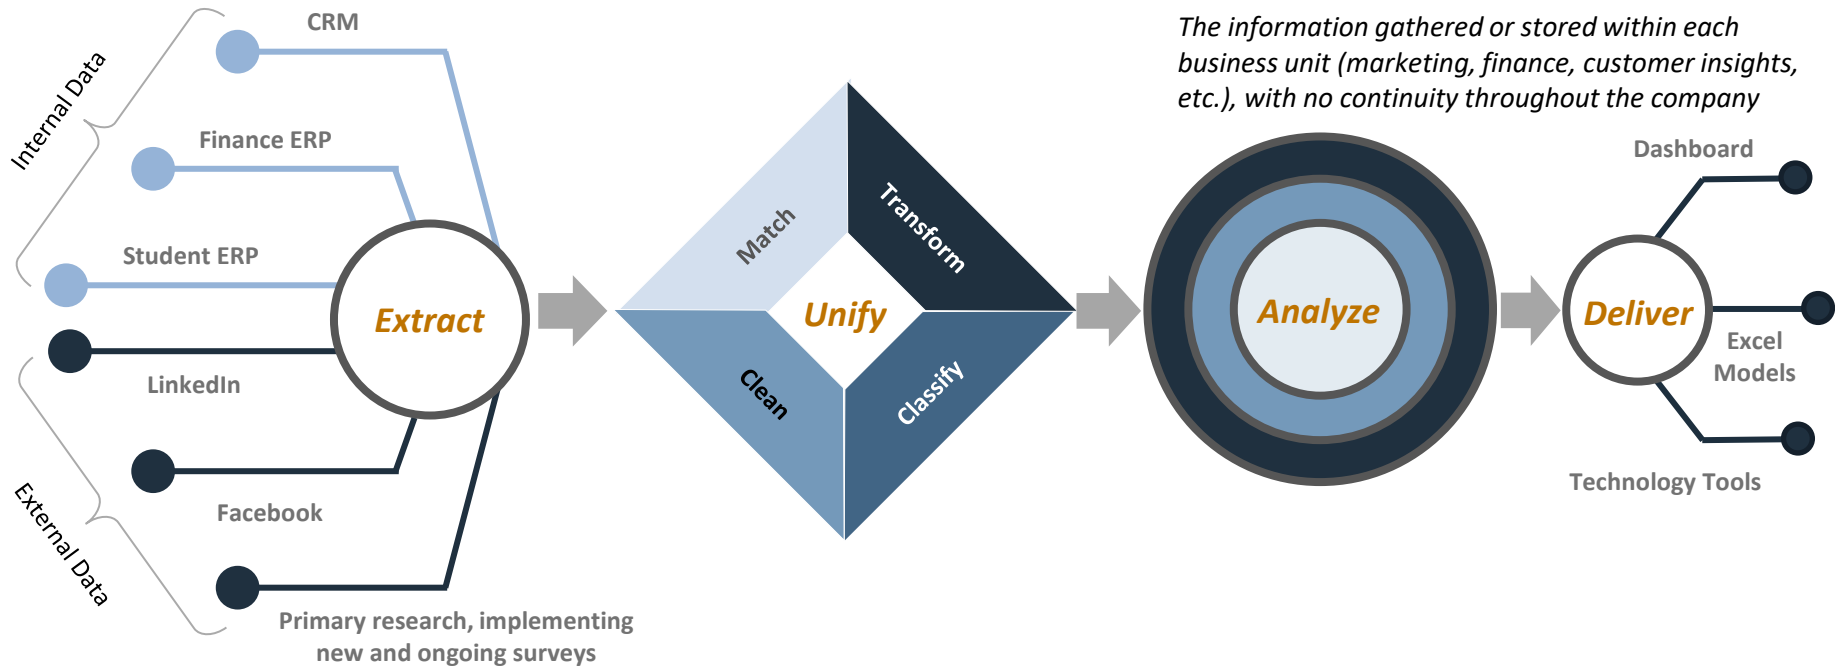 CRM
Internal Data
Finance ERP
Student ERP
Extract
LinkedIn
Facebook
External Data
Primary research, implementing
new and ongoing surveys
Match
Transform
Unify
Clean
Classify
The information gathered or stored within each
business unit (marketing, finance, customer insights,
etc.), with no continuity throughout the company
Analyze
Dashboard
Deliver
Excel
Models
Technology Tools